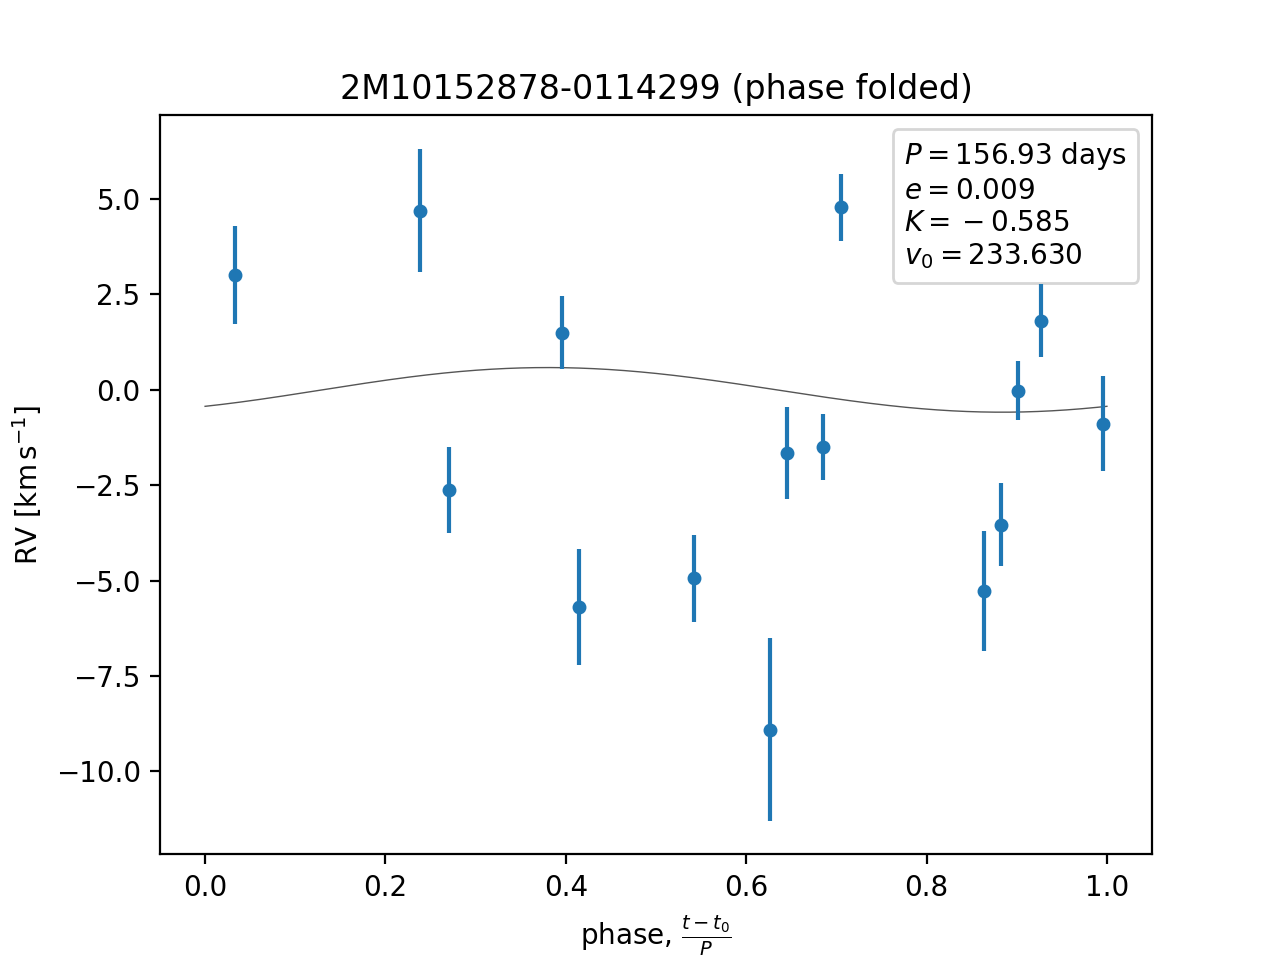 2M10152878-0114299 (phase folded)
P = 156.93 days
e = 0.009
K = −0.585
v₀ = 233.630
5.0
2.5
0.0
−2.5
−5.0
−7.5
−10.0
RV [km s⁻¹]
0.0 0.2 0.4 0.6 0.8 1.0
phase, (t − t₀)/P